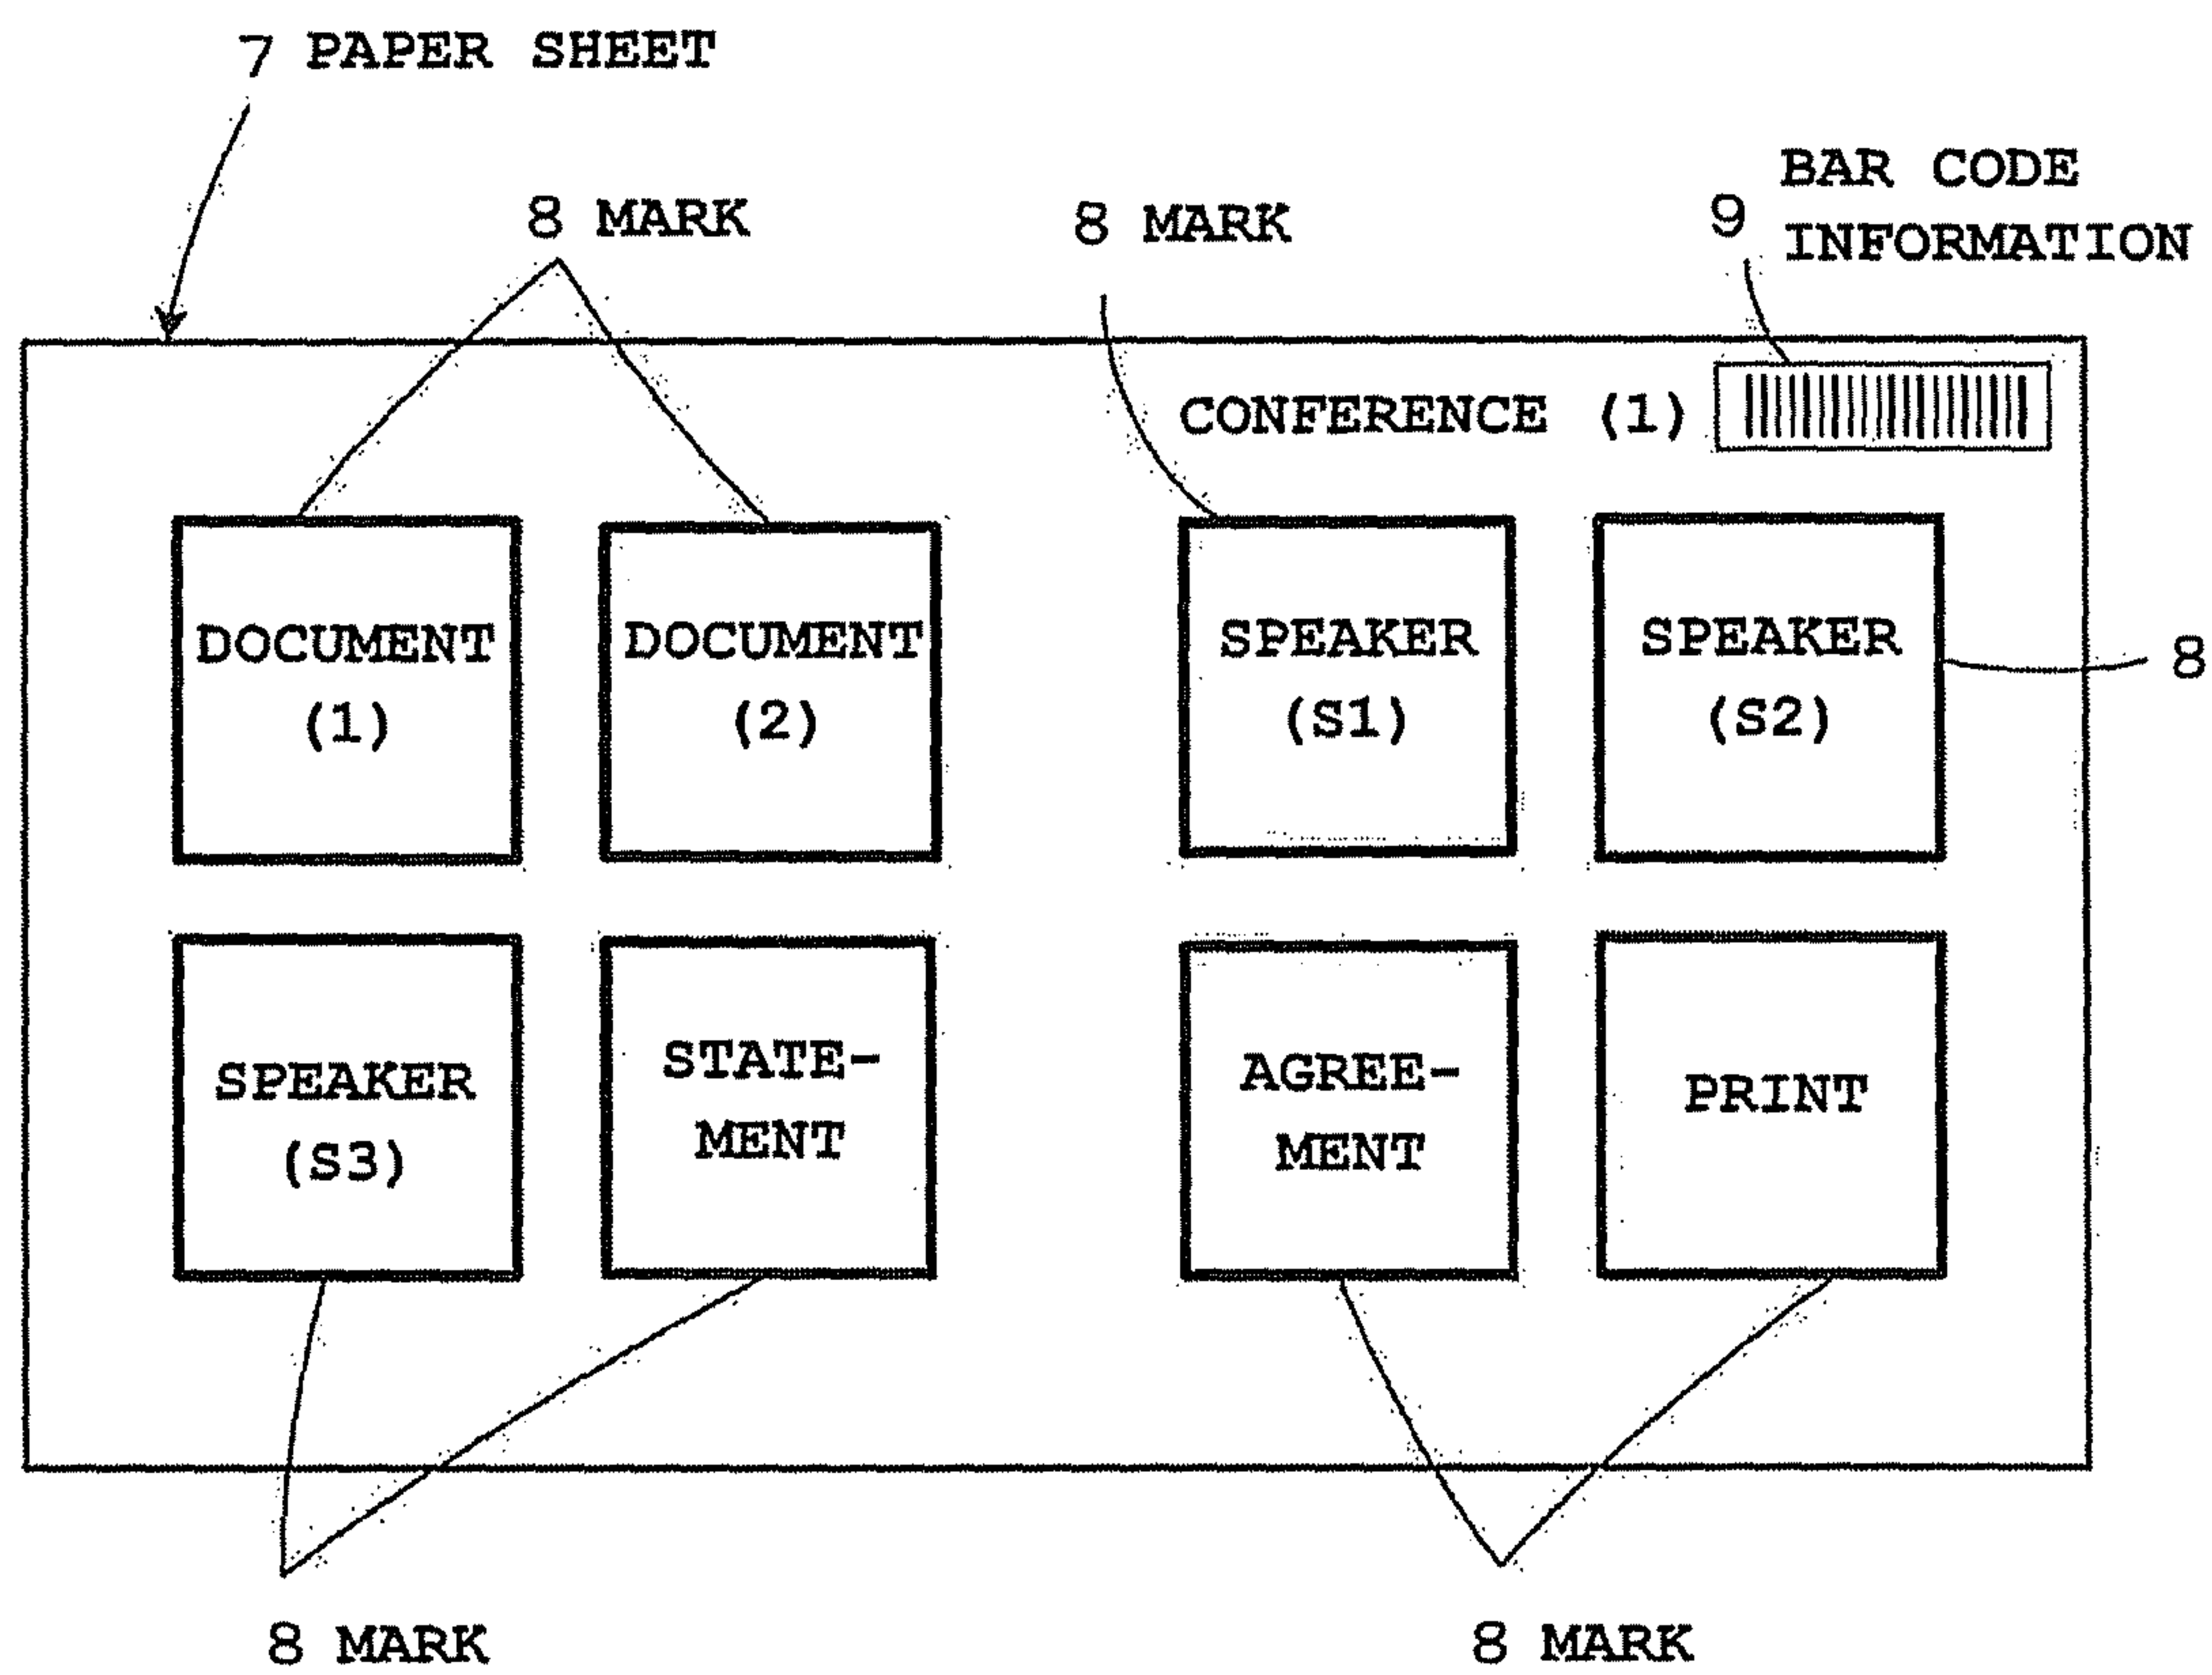 7 PAPER SHEET
8 MARK
8 MARK
9 BAR CODE
INFORMATION
CONFERENCE (1)
DOCUMENT
(1)
DOCUMENT
(2)
SPEAKER
(S1)
SPEAKER
(S2)
8
SPEAKER
(S3)
STATE-
MENT
AGREE-
MENT
PRINT
8 MARK
8 MARK